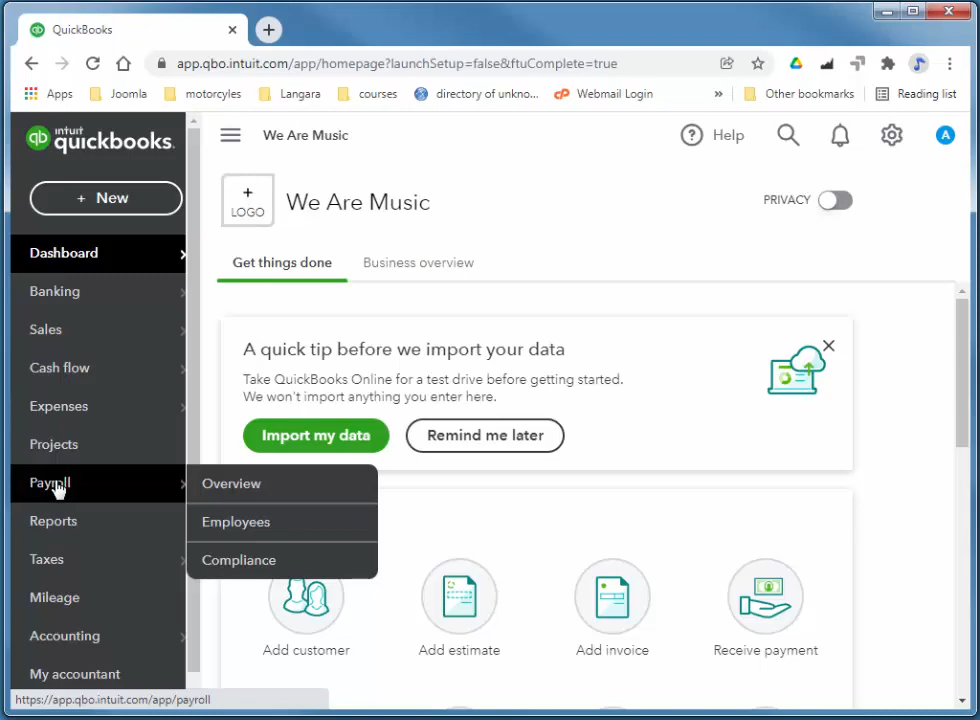 QuickBooks
app.qbo.intuit.com/app/homepage?launchSetup=false&ftuComplete=true
Apps
Joomla
motorcyles
Langara
courses
directory of unkno...
cP
Webmail Login
»
Other bookmarks
Reading list
qb
intuit
quickbooks.
We Are Music
Help
A
+ New
+
LOGO
We Are Music
PRIVACY
Dashboard
Get things done
Business overview
Banking
Sales
Cash flow
Expenses
Projects
Payroll
Reports
Taxes
Mileage
Accounting
My accountant
A quick tip before we import your data
Take QuickBooks Online for a test drive before getting started.
We won't import anything you enter here.
Import my data
Remind me later
Overview
Employees
Compliance
Add customer
Add estimate
Add invoice
Receive payment
https://app.qbo.intuit.com/app/payroll